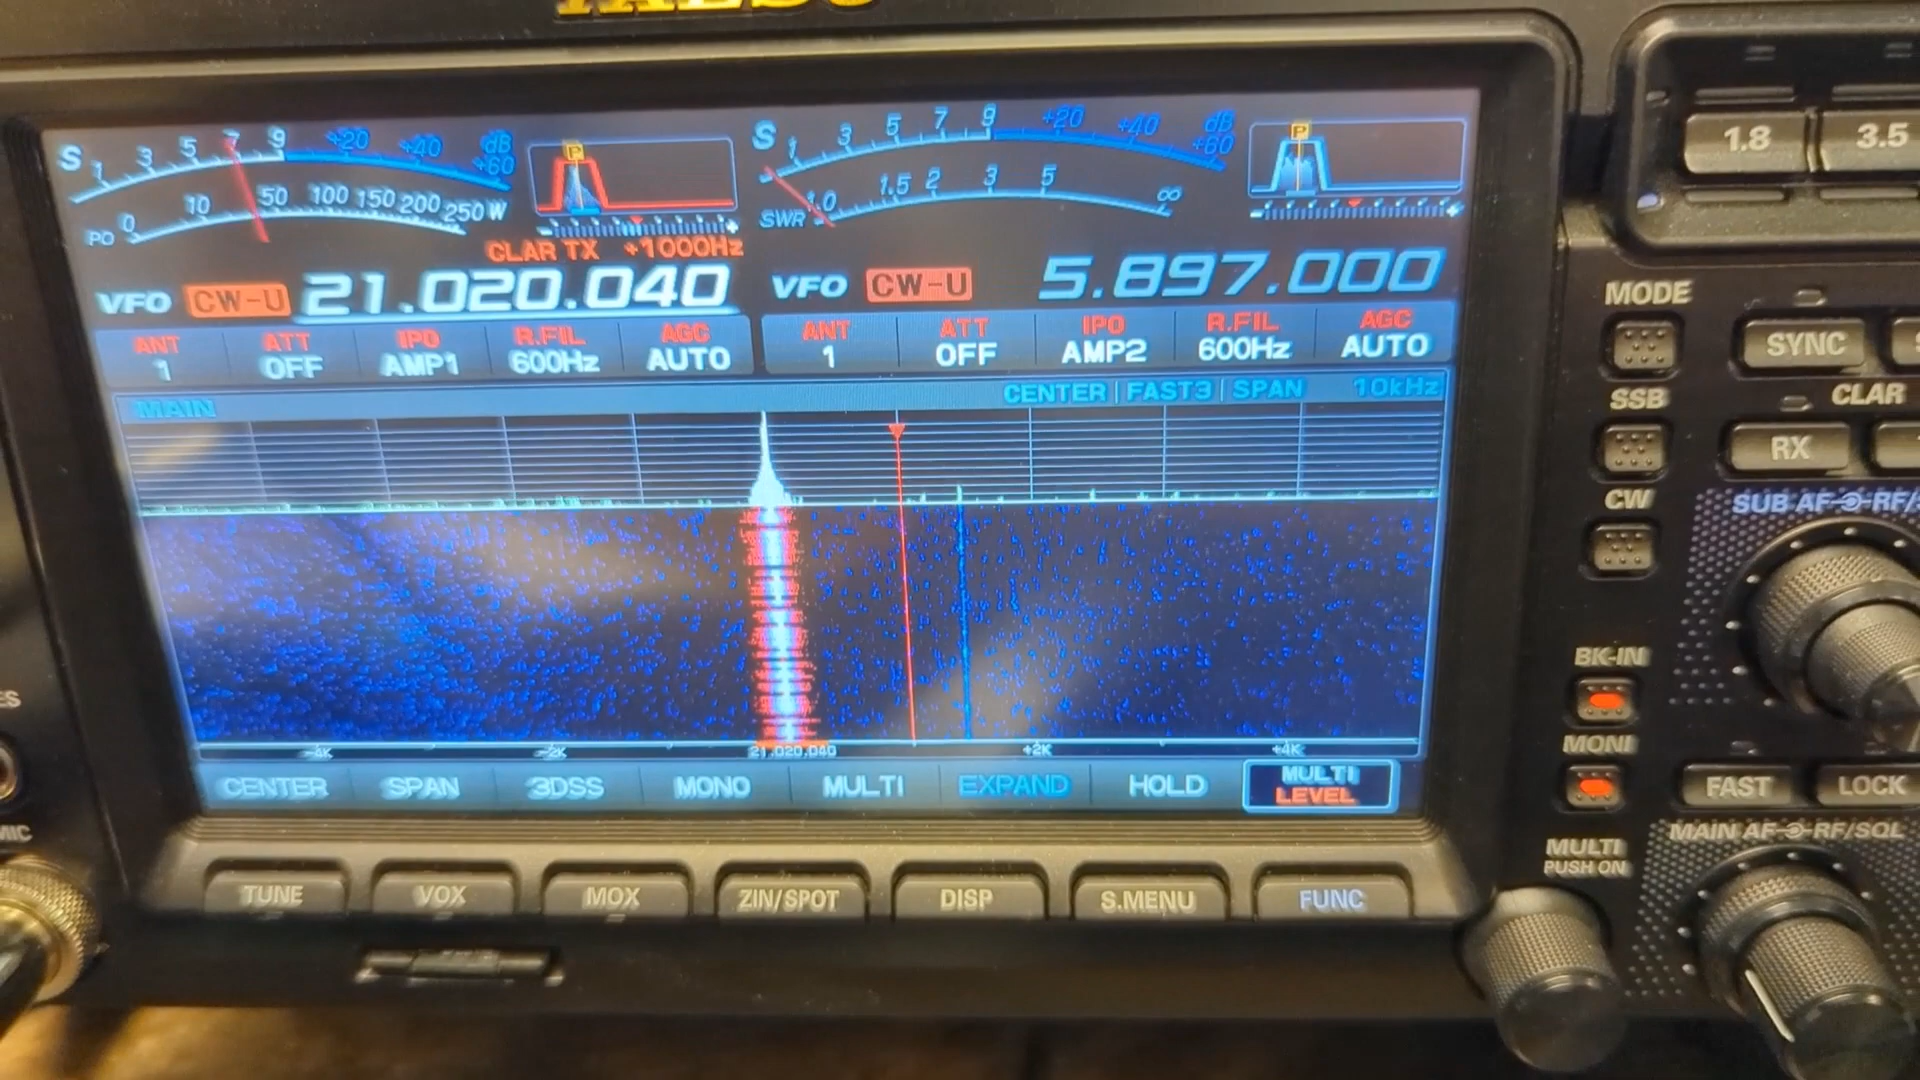 YAESU
S 1 3 5 7 9 +20 +40 +60 dB
PO 0 10 50 100 150 200 250 W
P
CLAR TX +1000Hz
VFO CW-U 21.020.040
S 1 3 5 7 9 +20 +40 +60 dB
SWR 1.0 1.5 2 3 5 ∞
P
VFO CW-U 5.897.000
ANT 1
ATT OFF
IPO AMP1
R.FIL 600Hz
AGC AUTO
ANT 1
ATT OFF
IPO AMP2
R.FIL 600Hz
AGC AUTO
MAIN
CENTER | FAST3 | SPAN 10kHz
-4K -2K 21.020.040 +2K +4K
CENTER SPAN 3DSS MONO MULTI EXPAND HOLD MULTI LEVEL
TUNE VOX MOX ZIN/SPOT DISP S.MENU FUNC
1.8 3.5
MODE
SYNC
SSB
CLAR
RX
CW
SUB AF RF/
BK-IN
MONI
FAST LOCK
MAIN AF RF/SQL
MULTI
PUSH ON
MIC